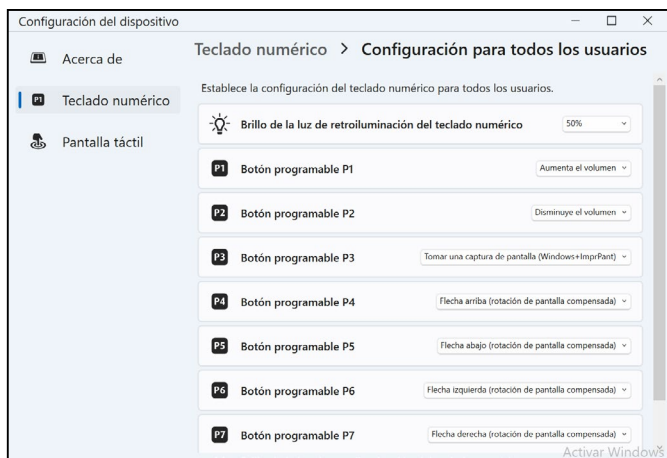 Configuración del dispositivo
Acerca de
P1 Teclado numérico
Pantalla táctil
Teclado numérico > Configuración para todos los usuarios
Establece la configuración del teclado numérico para todos los usuarios.
Brillo de la luz de retroiluminación del teclado numérico 50%
P1 Botón programable P1 Aumenta el volumen
P2 Botón programable P2 Disminuye el volumen
P3 Botón programable P3 Tomar una captura de pantalla (Windows+ImprPant)
P4 Botón programable P4 Flecha arriba (rotación de pantalla compensada)
P5 Botón programable P5 Flecha abajo (rotación de pantalla compensada)
P6 Botón programable P6 Flecha izquierda (rotación de pantalla compensada)
P7 Botón programable P7 Flecha derecha (rotación de pantalla compensada)
Activar Windows